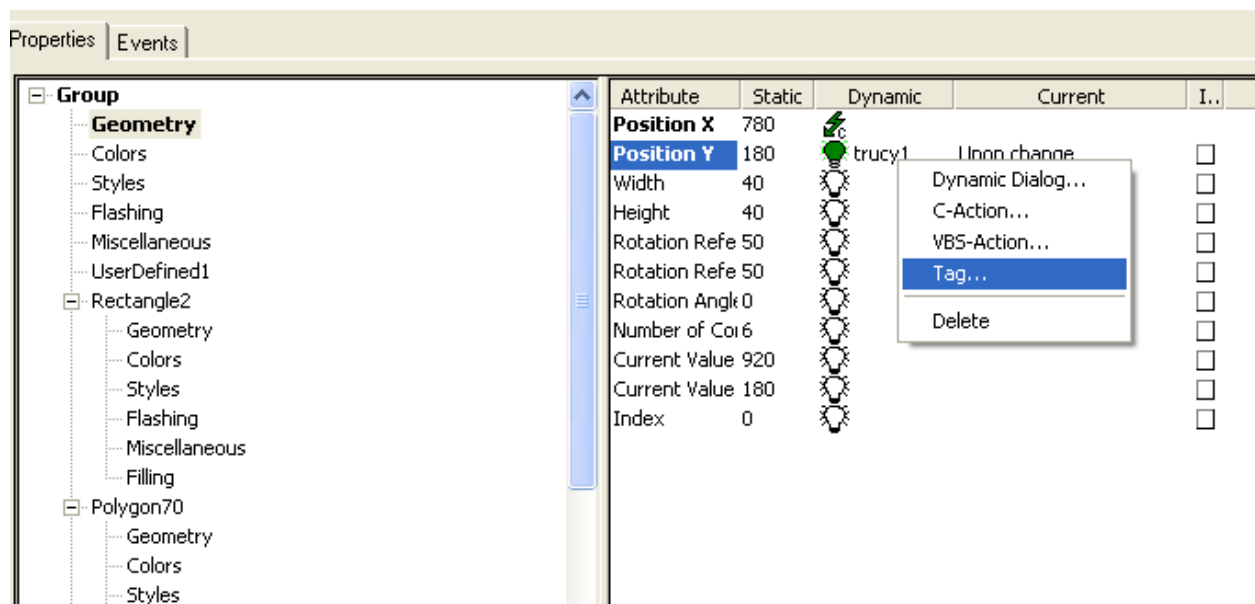 Properties Events
Group
Geometry
Colors
Styles
Flashing
Miscellaneous
UserDefined1
Rectangle2
Geometry
Colors
Styles
Flashing
Miscellaneous
Filling
Polygon70
Geometry
Colors
Styles
Attribute Static Dynamic Current I..
Position X 780
Position Y 180 trucy1 Upon change
Width 40
Height 40
Rotation Refe 50
Rotation Refe 50
Rotation Angle 0
Number of Cor 6
Current Value 920
Current Value 180
Index 0
Dynamic Dialog...
C-Action...
VBS-Action...
Tag...
Delete